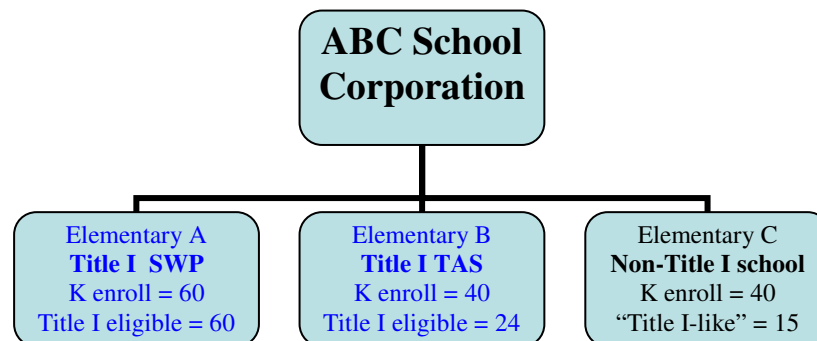 ABC School
Corporation
Elementary A
Title I SWP
K enroll = 60
Title I eligible = 60
Elementary B
Title I TAS
K enroll = 40
Title I eligible = 24
Elementary C
Non-Title I school
K enroll = 40
“Title I-like” = 15